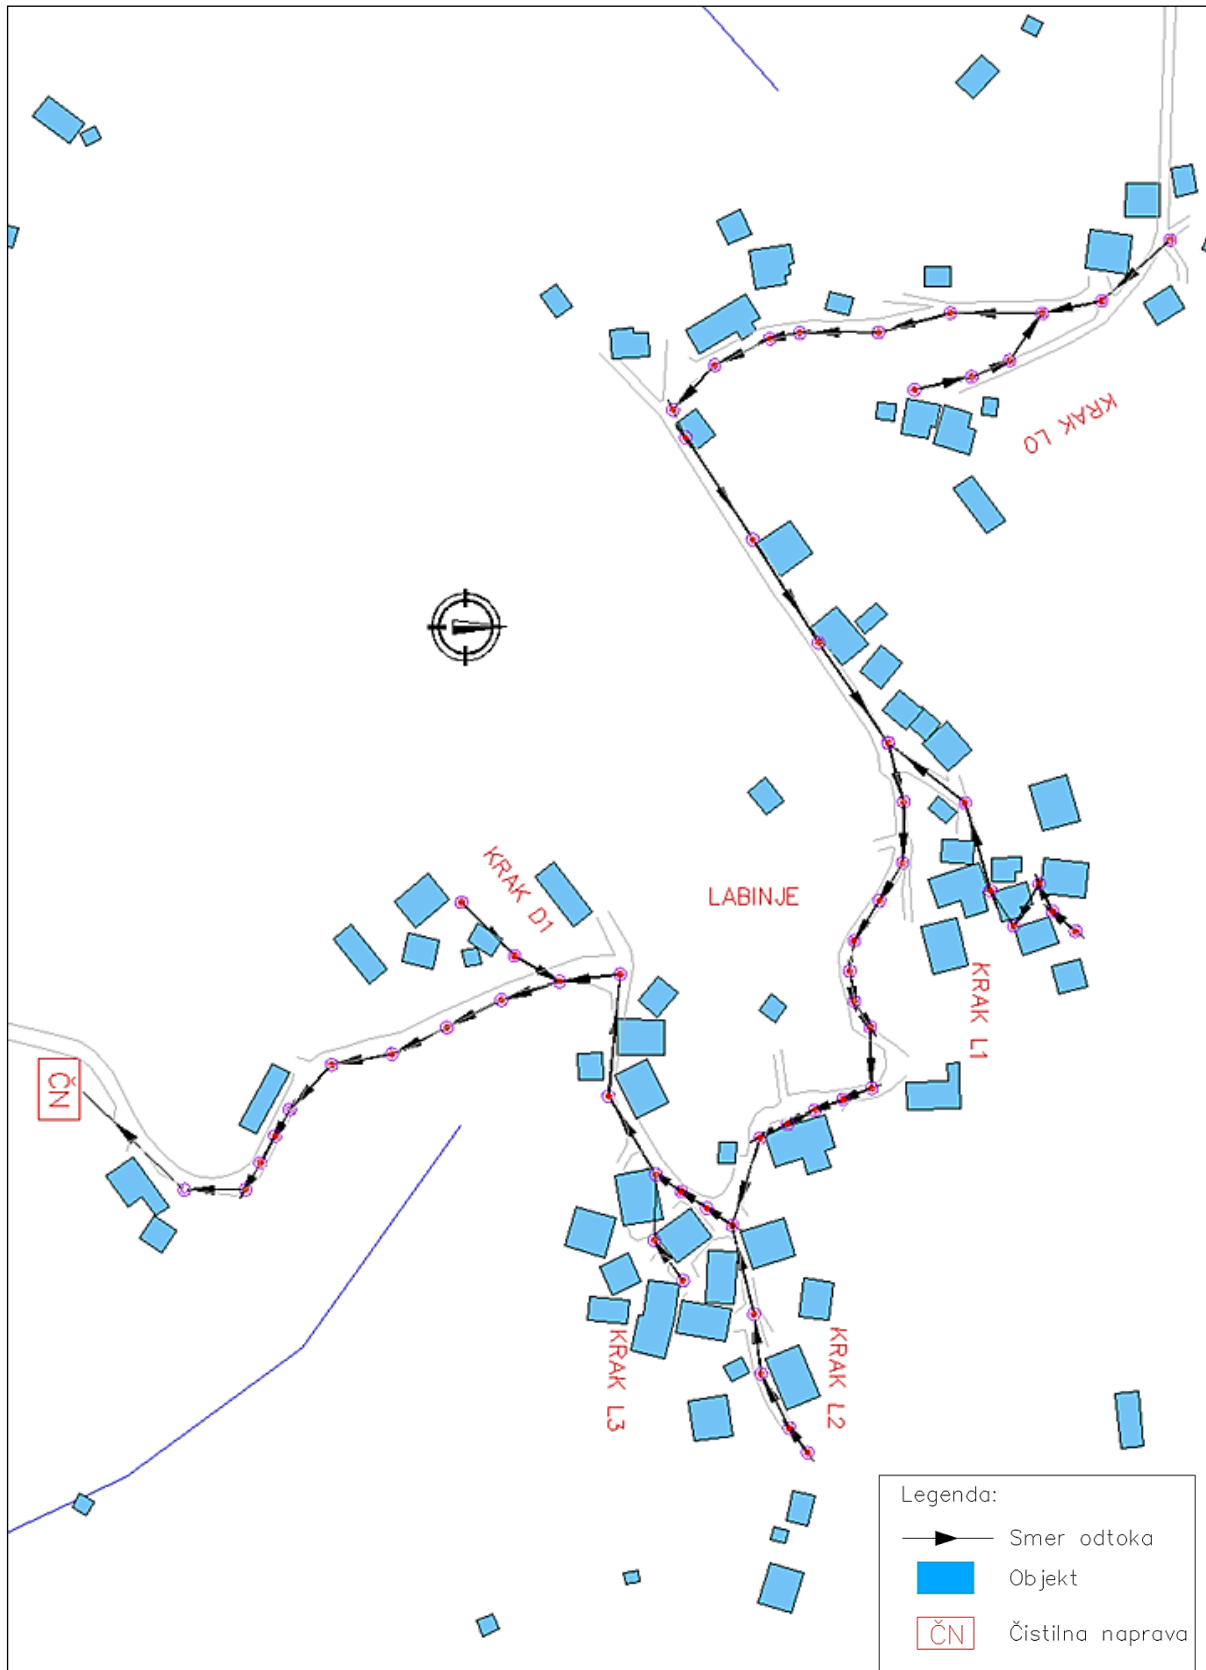 KRAK L0
KRAK D1
LABINJE
KRAK L1
ČN
KRAK L3
KRAK L2
Legenda:
Smer odtoka
Objekt
ČN
Čistilna naprava